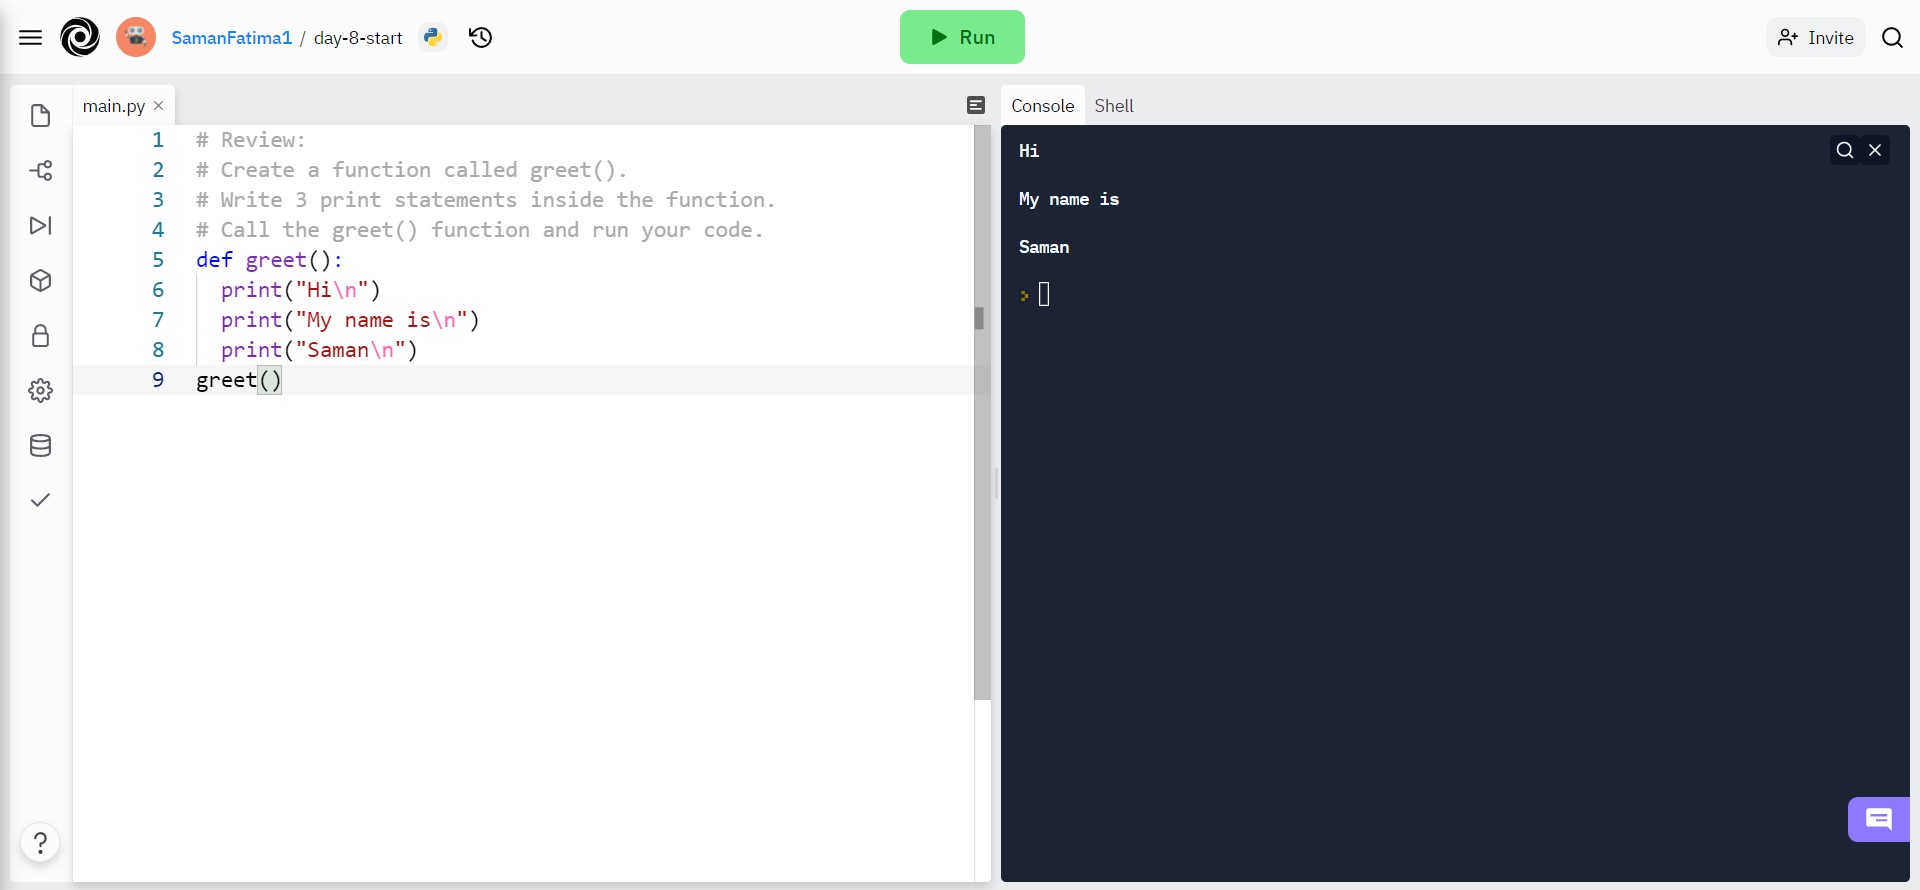 SamanFatima1 / day-8-start
Run
Invite
main.py
1 # Review:
2 # Create a function called greet().
3 # Write 3 print statements inside the function.
4 # Call the greet() function and run your code.
5 def greet():
6   print("Hi\n")
7   print("My name is\n")
8   print("Saman\n")
9 greet()
?
Console Shell
Hi
My name is
Saman
>